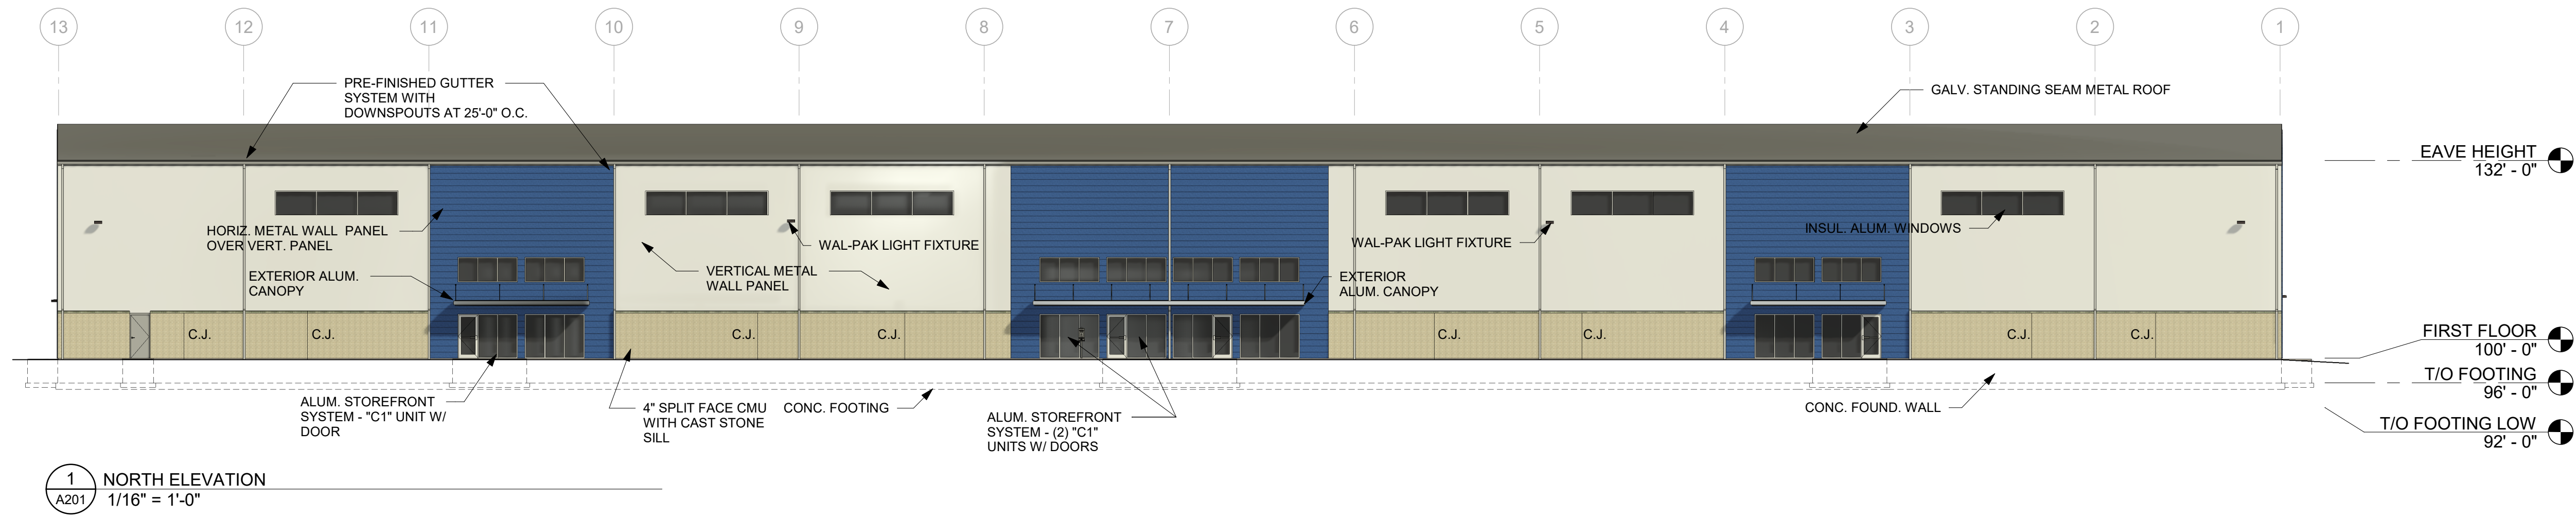 13 12 11 10 9 8 7 6 5 4 3 2 1
PRE-FINISHED GUTTER
SYSTEM WITH
DOWNSPOUTS AT 25'-0" O.C.
GALV. STANDING SEAM METAL ROOF
EAVE HEIGHT
132' - 0"
HORIZ. METAL WALL PANEL
OVER VERT. PANEL
WAL-PAK LIGHT FIXTURE
WAL-PAK LIGHT FIXTURE
INSUL. ALUM. WINDOWS
EXTERIOR ALUM.
CANOPY
VERTICAL METAL
WALL PANEL
EXTERIOR
ALUM. CANOPY
C.J. C.J. C.J. C.J. C.J. C.J. C.J. C.J.
FIRST FLOOR
100' - 0"
T/O FOOTING
96' - 0"
ALUM. STOREFRONT
SYSTEM - "C1" UNIT W/
DOOR
4" SPLIT FACE CMU
WITH CAST STONE
SILL
CONC. FOOTING
ALUM. STOREFRONT
SYSTEM - (2) "C1"
UNITS W/ DOORS
CONC. FOUND. WALL
T/O FOOTING LOW
92' - 0"
1
A201
NORTH ELEVATION
1/16" = 1'-0"